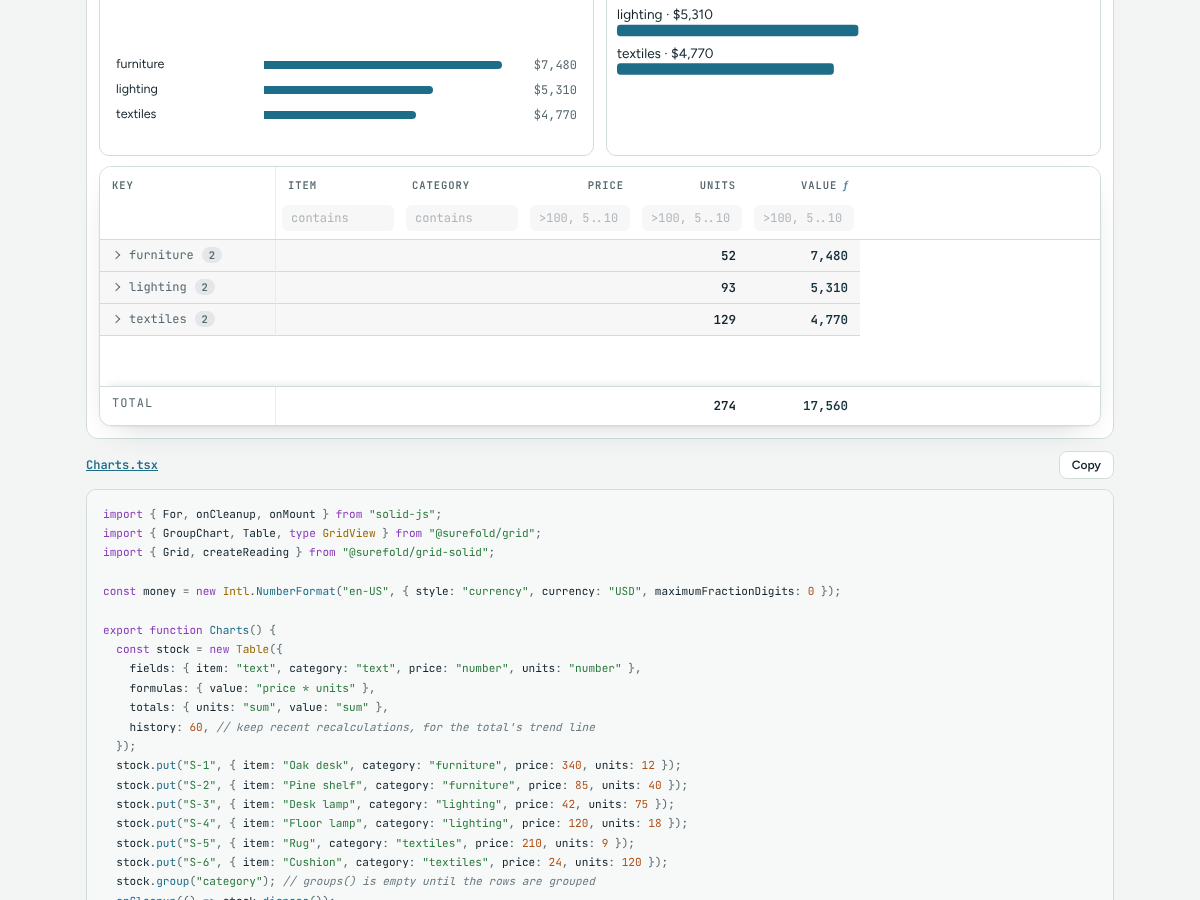 lighting · $5,310
textiles · $4,770
furniture $7,480
lighting $5,310
textiles $4,770
KEY ITEM CATEGORY PRICE UNITS VALUE ƒ
contains contains >100, 5..10 >100, 5..10 >100, 5..10
furniture 2 52 7,480
lighting 2 93 5,310
textiles 2 129 4,770
TOTAL 274 17,560
Charts.tsx Copy
import { For, onCleanup, onMount } from "solid-js";
import { GroupChart, Table, type GridView } from "@surefold/grid";
import { Grid, createReading } from "@surefold/grid-solid";
const money = new Intl.NumberFormat("en-US", { style: "currency", currency: "USD", maximumFractionDigits: 0 });
export function Charts() {
const stock = new Table({
fields: { item: "text", category: "text", price: "number", units: "number" },
formulas: { value: "price * units" },
totals: { units: "sum", value: "sum" },
history: 60, // keep recent recalculations, for the total's trend line
});
stock.put("S-1", { item: "Oak desk", category: "furniture", price: 340, units: 12 });
stock.put("S-2", { item: "Pine shelf", category: "furniture", price: 85, units: 40 });
stock.put("S-3", { item: "Desk lamp", category: "lighting", price: 42, units: 75 });
stock.put("S-4", { item: "Floor lamp", category: "lighting", price: 120, units: 18 });
stock.put("S-5", { item: "Rug", category: "textiles", price: 210, units: 9 });
stock.put("S-6", { item: "Cushion", category: "textiles", price: 24, units: 120 });
stock.group("category"); // groups() is empty until the rows are grouped
onCleanup(() => stock.dispose());